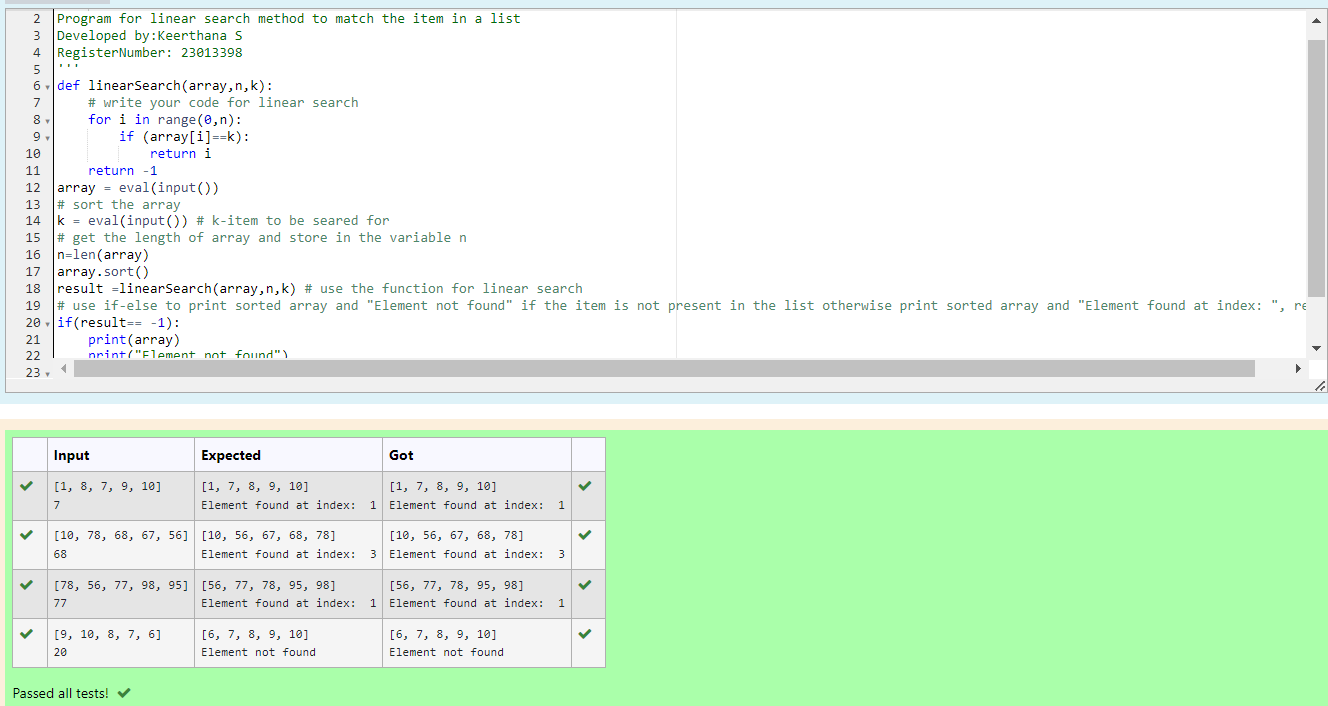 2 Program for linear search method to match the item in a list
3 Developed by:Keerthana S
4 RegisterNumber: 23013398
5 '''
6 def linearSearch(array,n,k):
7 # write your code for linear search
8 for i in range(0,n):
9 if (array[i]==k):
10 return i
11 return -1
12 array = eval(input())
13 # sort the array
14 k = eval(input()) # k-item to be seared for
15 # get the length of array and store in the variable n
16 n=len(array)
17 array.sort()
18 result =linearSearch(array,n,k) # use the function for linear search
19 # use if-else to print sorted array and "Element not found" if the item is not present in the list otherwise print sorted array and "Element found at index: ", re
20 if(result== -1):
21 print(array)
22 print("Element not found")
23
Input Expected Got
[1, 8, 7, 9, 10] [1, 7, 8, 9, 10] [1, 7, 8, 9, 10]
7 Element found at index:  1 Element found at index:  1
[10, 78, 68, 67, 56] [10, 56, 67, 68, 78] [10, 56, 67, 68, 78]
68 Element found at index:  3 Element found at index:  3
[78, 56, 77, 98, 95] [56, 77, 78, 95, 98] [56, 77, 78, 95, 98]
77 Element found at index:  1 Element found at index:  1
[9, 10, 8, 7, 6] [6, 7, 8, 9, 10] [6, 7, 8, 9, 10]
20 Element not found Element not found
Passed all tests!